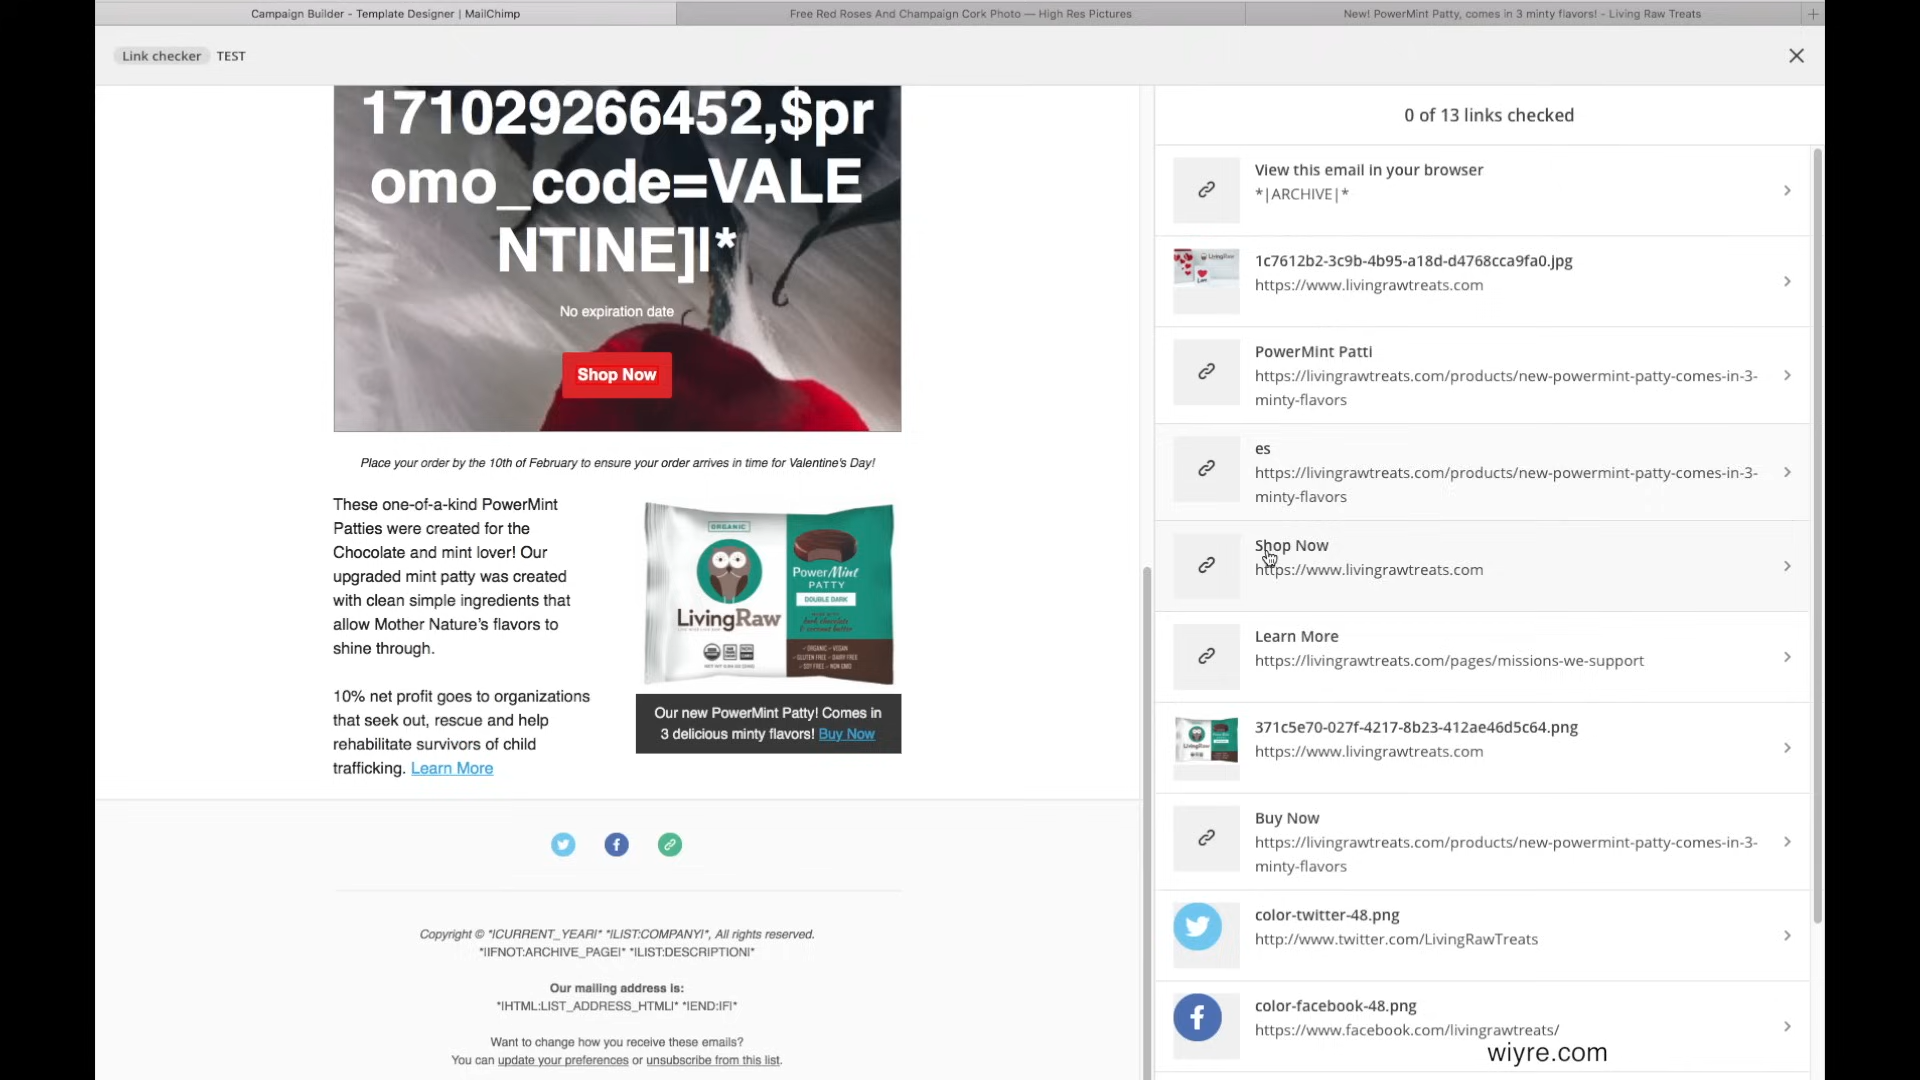 Campaign Builder - Template Designer | MailChimp
Free Red Roses And Champaign Cork Photo — High Res Pictures
New! PowerMint Patty, comes in 3 minty flavors! - Living Raw Treats
Link checker TEST
171029266452,$pr
omo_code=VALE
NTINE]|*
No expiration date
Shop Now
Place your order by the 10th of February to ensure your order arrives in time for Valentine's Day!
These one-of-a-kind PowerMint
Patties were created for the
Chocolate and mint lover! Our
upgraded mint patty was created
with clean simple ingredients that
allow Mother Nature's flavors to
shine through.
10% net profit goes to organizations
that seek out, rescue and help
rehabilitate survivors of child
trafficking. Learn More
ORGANIC
LivingRaw
PowerMint
PATTY
DOUBLE DARK
Our new PowerMint Patty! Comes in
3 delicious minty flavors! Buy Now
Copyright © *|CURRENT_YEAR|* *|LIST:COMPANY|*, All rights reserved.
*|IFNOT:ARCHIVE_PAGE|* *|LIST:DESCRIPTION|*
Our mailing address is:
*|HTML:LIST_ADDRESS_HTML|* *|END:IF|*
Want to change how you receive these emails?
You can update your preferences or unsubscribe from this list.
0 of 13 links checked
View this email in your browser
*|ARCHIVE|*
1c7612b2-3c9b-4b95-a18d-d4768cca9fa0.jpg
https://www.livingrawtreats.com
PowerMint Patti
https://livingrawtreats.com/products/new-powermint-patty-comes-in-3-
minty-flavors
es
https://livingrawtreats.com/products/new-powermint-patty-comes-in-3-
minty-flavors
Shop Now
https://www.livingrawtreats.com
Learn More
https://livingrawtreats.com/pages/missions-we-support
371c5e70-027f-4217-8b23-412ae46d5c64.png
https://www.livingrawtreats.com
Buy Now
https://livingrawtreats.com/products/new-powermint-patty-comes-in-3-
minty-flavors
color-twitter-48.png
http://www.twitter.com/LivingRawTreats
color-facebook-48.png
https://www.facebook.com/livingrawtreats/
wiyre.com